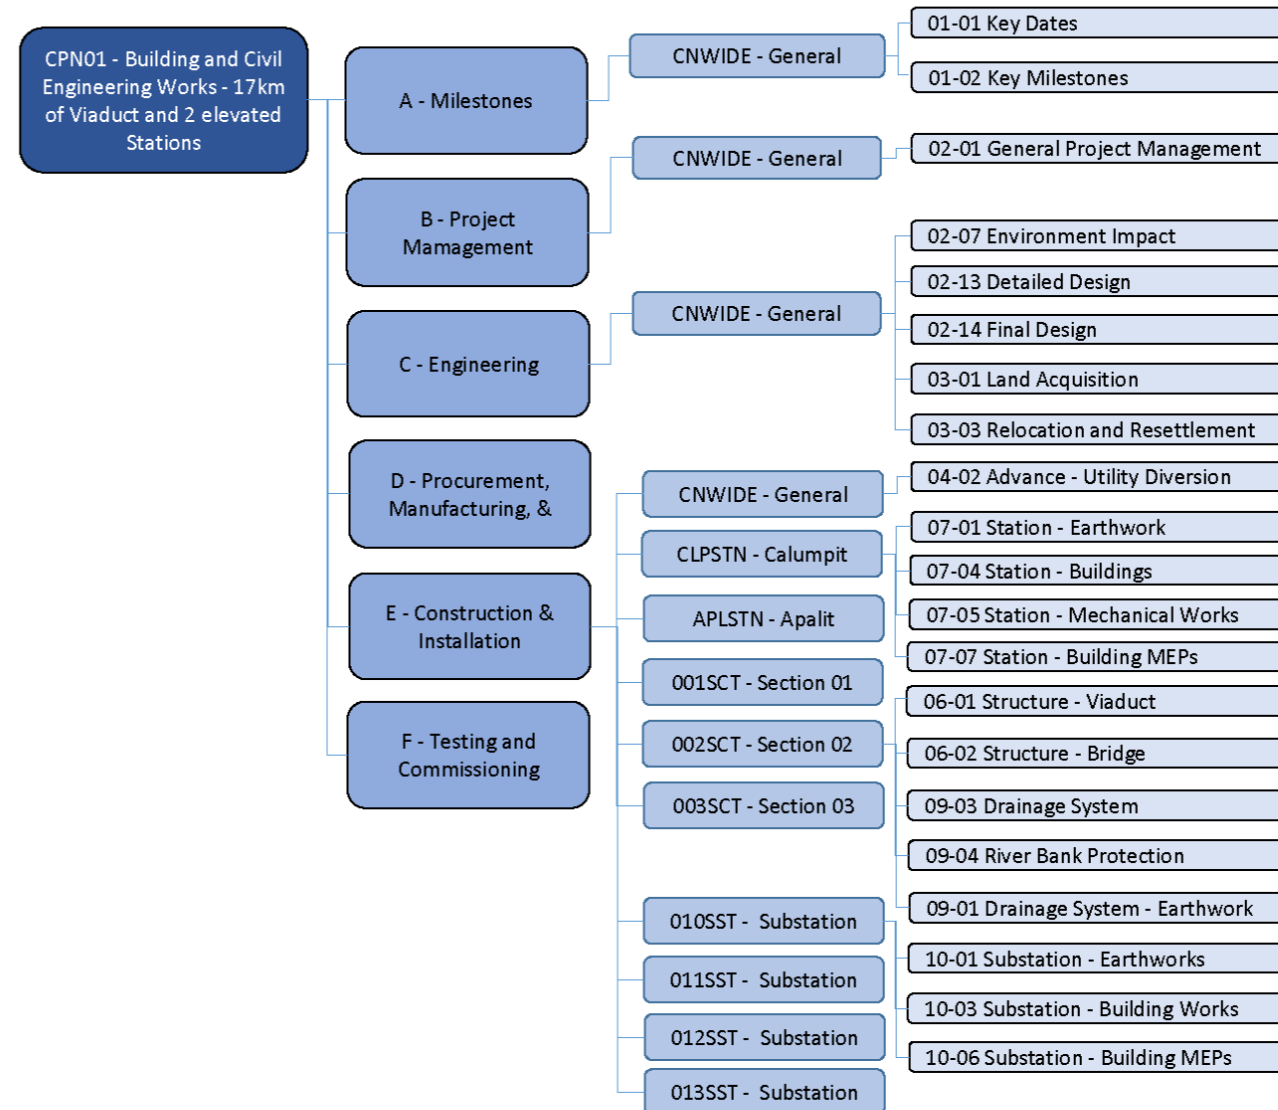 CPN01 - Building and Civil
Engineering Works - 17km
of Viaduct and 2 elevated
Stations
A - Milestones
CNWIDE - General
01-01 Key Dates
01-02 Key Milestones
B - Project
Mamagement
CNWIDE - General
02-01 General Project Management
C - Engineering
CNWIDE - General
02-07 Environment Impact
02-13 Detailed Design
02-14 Final Design
03-01 Land Acquisition
03-03 Relocation and Resettlement
D - Procurement,
Manufacturing, &
E - Construction &
Installation
CNWIDE - General
04-02 Advance - Utility Diversion
CLPSTN - Calumpit
07-01 Station - Earthwork
07-04 Station - Buildings
07-05 Station - Mechanical Works
07-07 Station - Building MEPs
APLSTN - Apalit
001SCT - Section 01
002SCT - Section 02
06-01 Structure - Viaduct
06-02 Structure - Bridge
09-03 Drainage System
09-04 River Bank Protection
09-01 Drainage System - Earthwork
003SCT - Section 03
010SST - Substation
10-01 Substation - Earthworks
10-03 Substation - Building Works
10-06 Substation - Building MEPs
011SST - Substation
012SST - Substation
013SST - Substation
F - Testing and
Commissioning